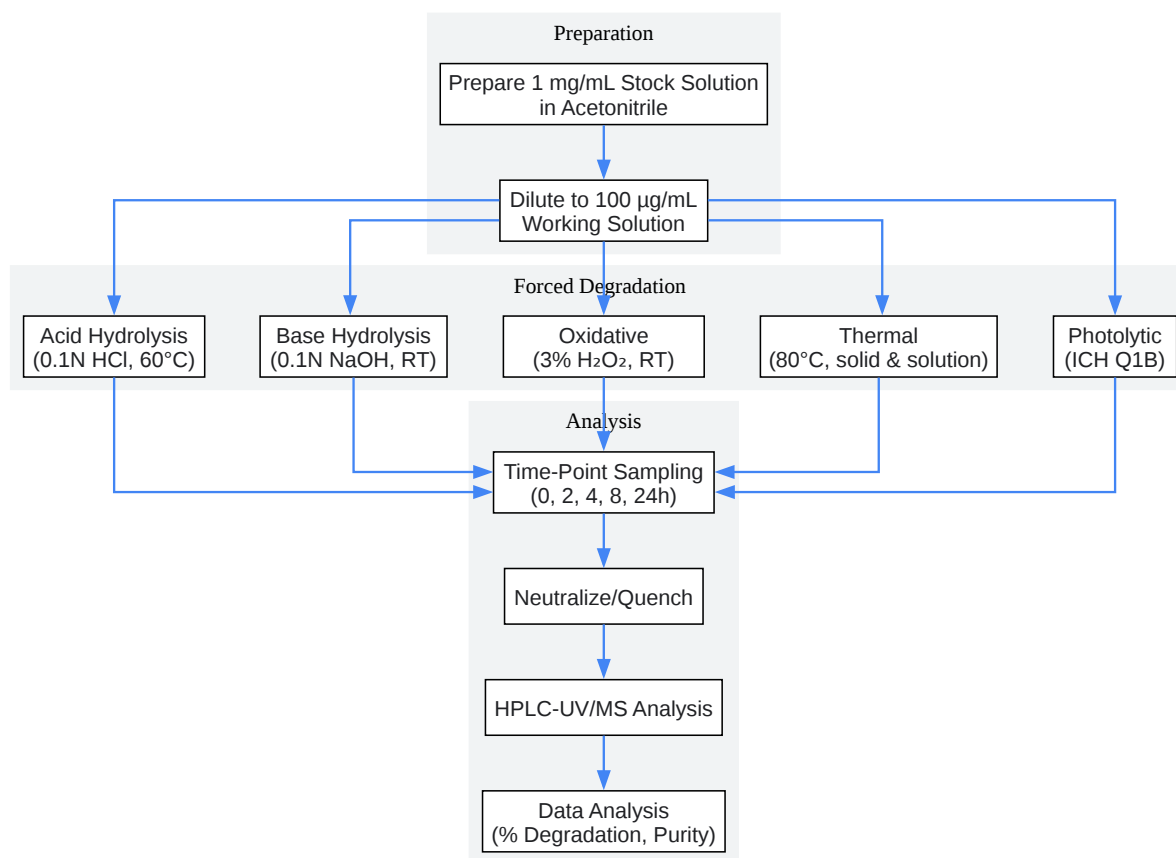 Preparation
Prepare 1 mg/mL Stock Solution
in Acetonitrile
Dilute to 100 µg/mL
Working Solution
Forced Degradation
Acid Hydrolysis
(0.1N HCl, 60°C)
Base Hydrolysis
(0.1N NaOH, RT)
Oxidative
(3% H₂O₂, RT)
Thermal
(80°C, solid & solution)
Photolytic
(ICH Q1B)
Analysis
Time-Point Sampling
(0, 2, 4, 8, 24h)
Neutralize/Quench
HPLC-UV/MS Analysis
Data Analysis
(% Degradation, Purity)